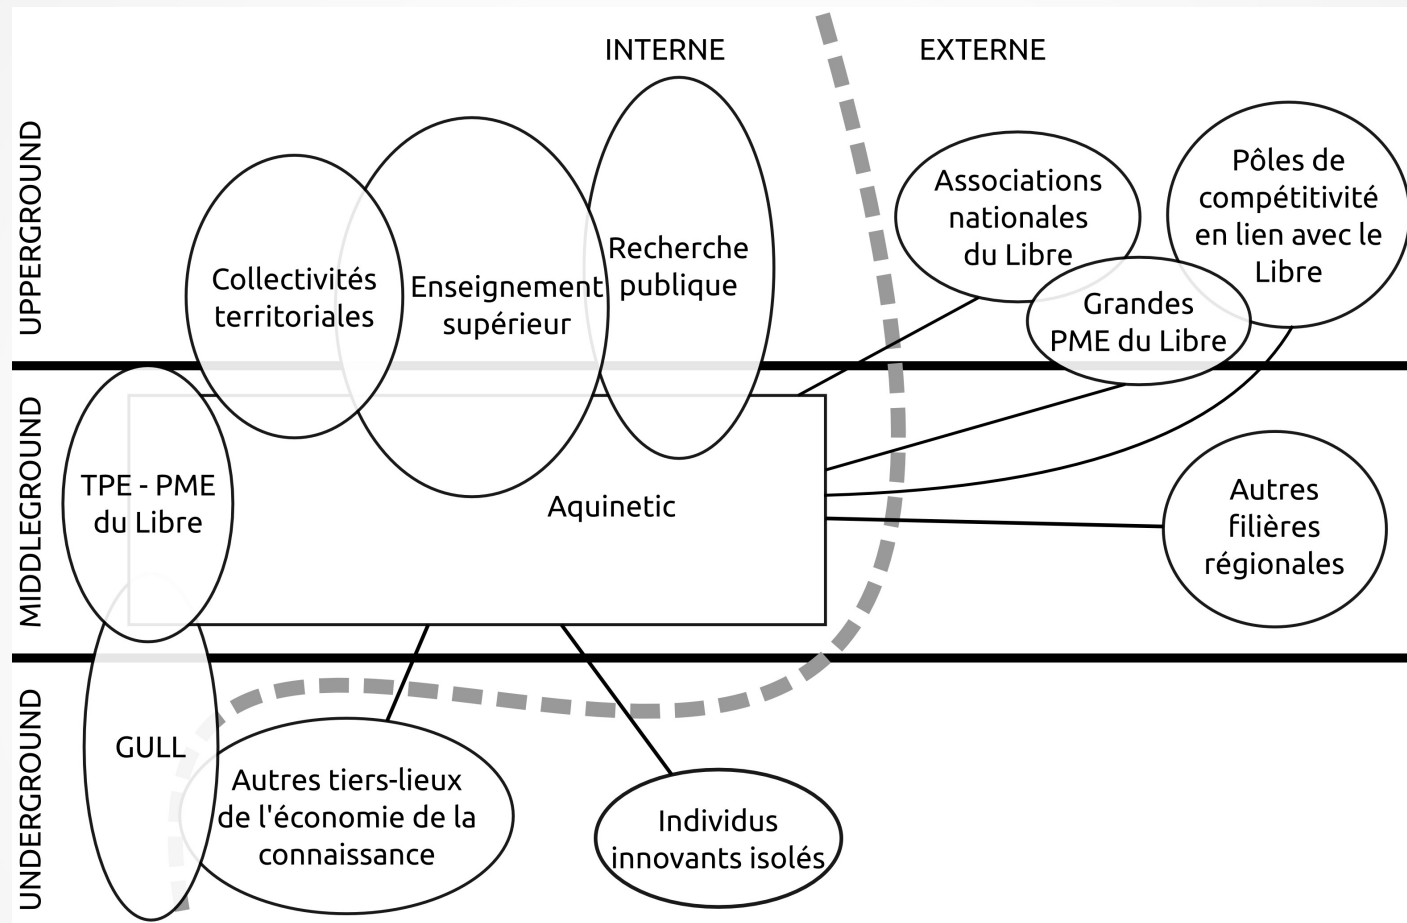 INTERNE
EXTERNE
UPPERGROUND
Collectivités
territoriales
Enseignement
supérieur
Recherche
publique
Associations
nationales
du Libre
Pôles de
compétitivité
en lien avec le
Libre
Grandes
PME du Libre
MIDDLEGROUND
TPE - PME
du Libre
Aquinetic
Autres
filières
régionales
UNDERGROUND
GULL
Autres tiers-lieux
de l'économie de la
connaissance
Individus
innovants isolés